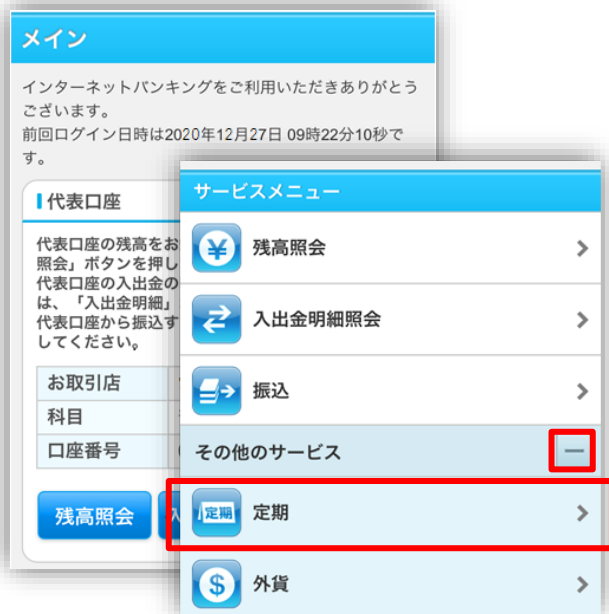 メイン
インターネットバンキングをご利用いただきありがとう
ございます。
前回ログイン日時は2020年12月27日 09時22分10秒で
す。
代表口座
代表口座の残高をお
照会」ボタンを押し
代表口座の入出金の
は、「入出金明細」
代表口座から振込す
してください。
お取引店
科目
口座番号
残高照会
入
サービスメニュー
¥ 残高照会
入出金明細照会
振込
その他のサービス
定期 定期
$ 外貨